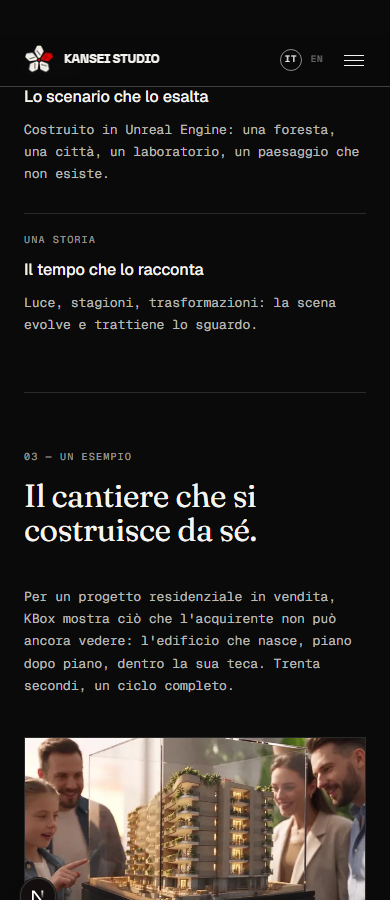 KANSEI STUDIO
IT EN
Lo scenario che lo esalta
Costruito in Unreal Engine: una foresta,
una città, un laboratorio, un paesaggio che
non esiste.
UNA STORIA
Il tempo che lo racconta
Luce, stagioni, trasformazioni: la scena
evolve e trattiene lo sguardo.
03 — UN ESEMPIO
Il cantiere che si
costruisce da sé.
Per un progetto residenziale in vendita,
KBox mostra ciò che l'acquirente non può
ancora vedere: l'edificio che nasce, piano
dopo piano, dentro la sua teca. Trenta
secondi, un ciclo completo.
N